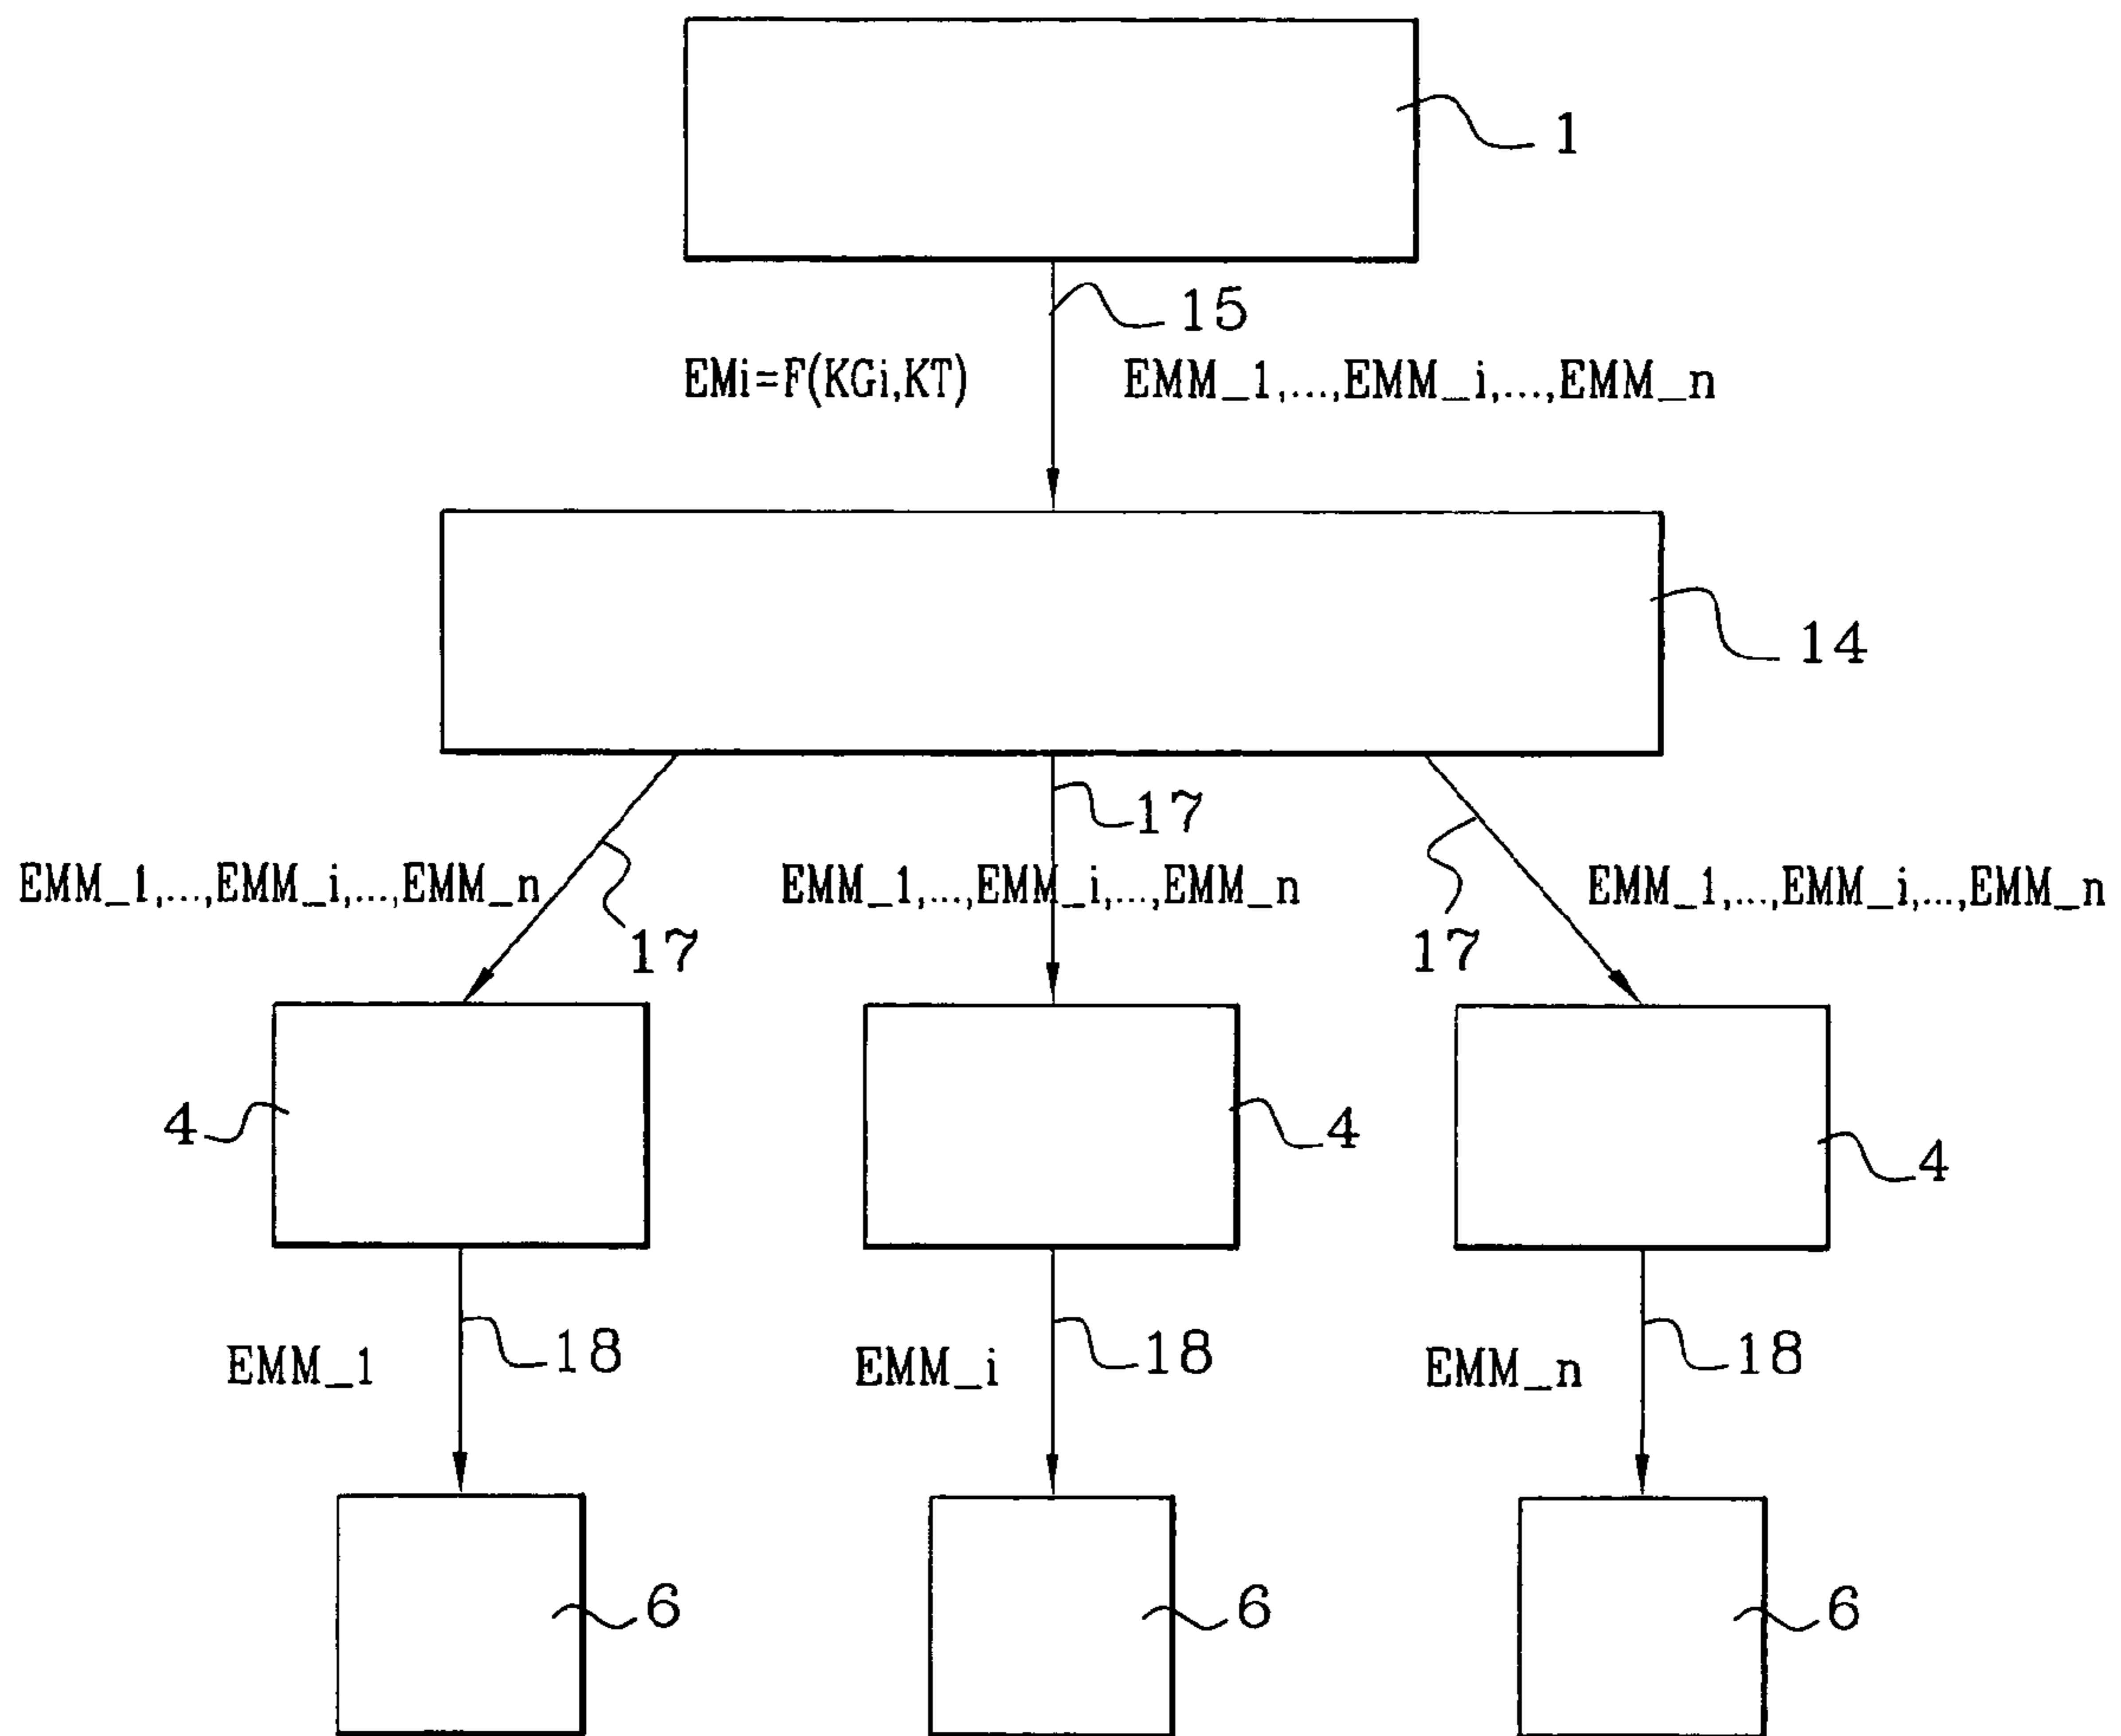 1
15
EMi=F(KGi,KT) EMM_1,...,EMM_i,...,EMM_n
14
17
EMM_1,...,EMM_i,...,EMM_n EMM_1,...,EMM_i,...,EMM_n EMM_1,...,EMM_i,...,EMM_n
17 17
4 4 4
EMM_1 18 EMM_i 18 EMM_n 18
6 6 6